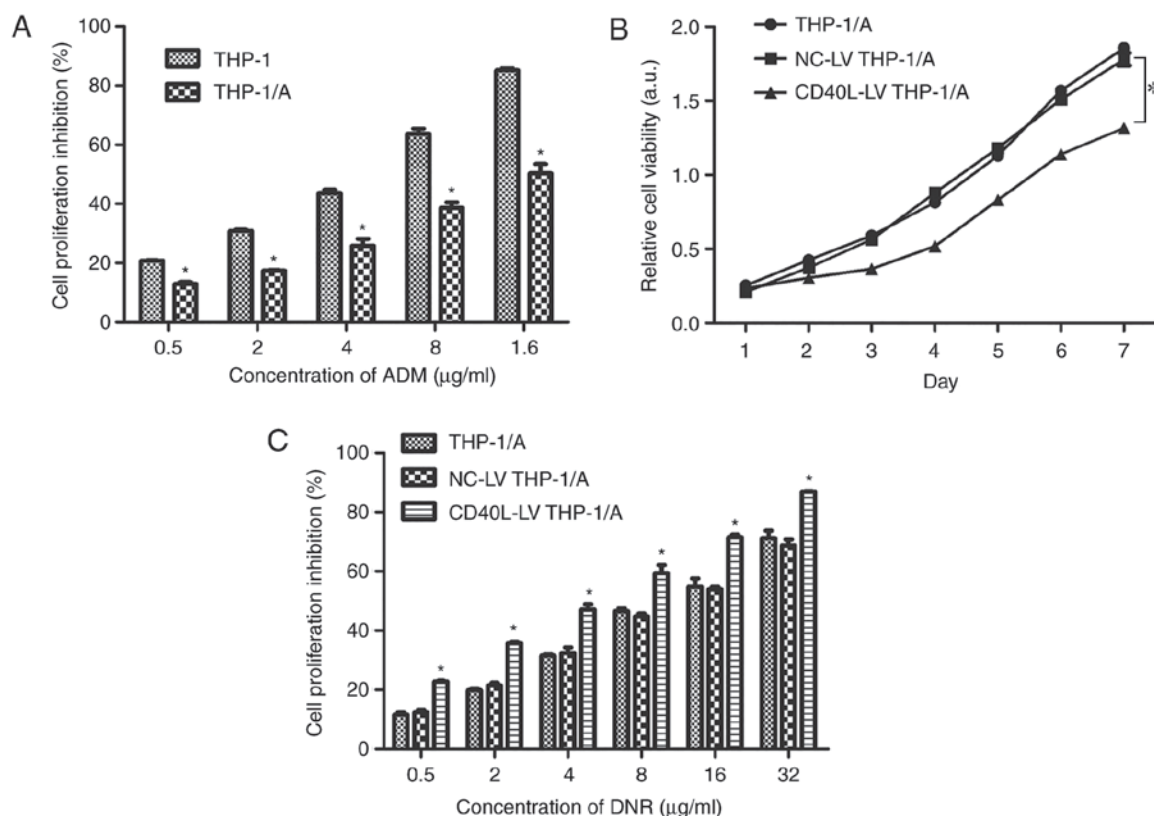 A
Cell proliferation inhibition (%)
100
80
60
40
20
0
THP-1
THP-1/A
* * * * *
0.5 2 4 8 1.6
Concentration of ADM (μg/ml)
B
Relative cell viability (a.u.)
2.0
1.5
1.0
0.5
0.0
THP-1/A
NC-LV THP-1/A
CD40L-LV THP-1/A
*
1 2 3 4 5 6 7
Day
C
Cell proliferation inhibition (%)
100
80
60
40
20
0
THP-1/A
NC-LV THP-1/A
CD40L-LV THP-1/A
* * * * * *
0.5 2 4 8 16 32
Concentration of DNR (μg/ml)